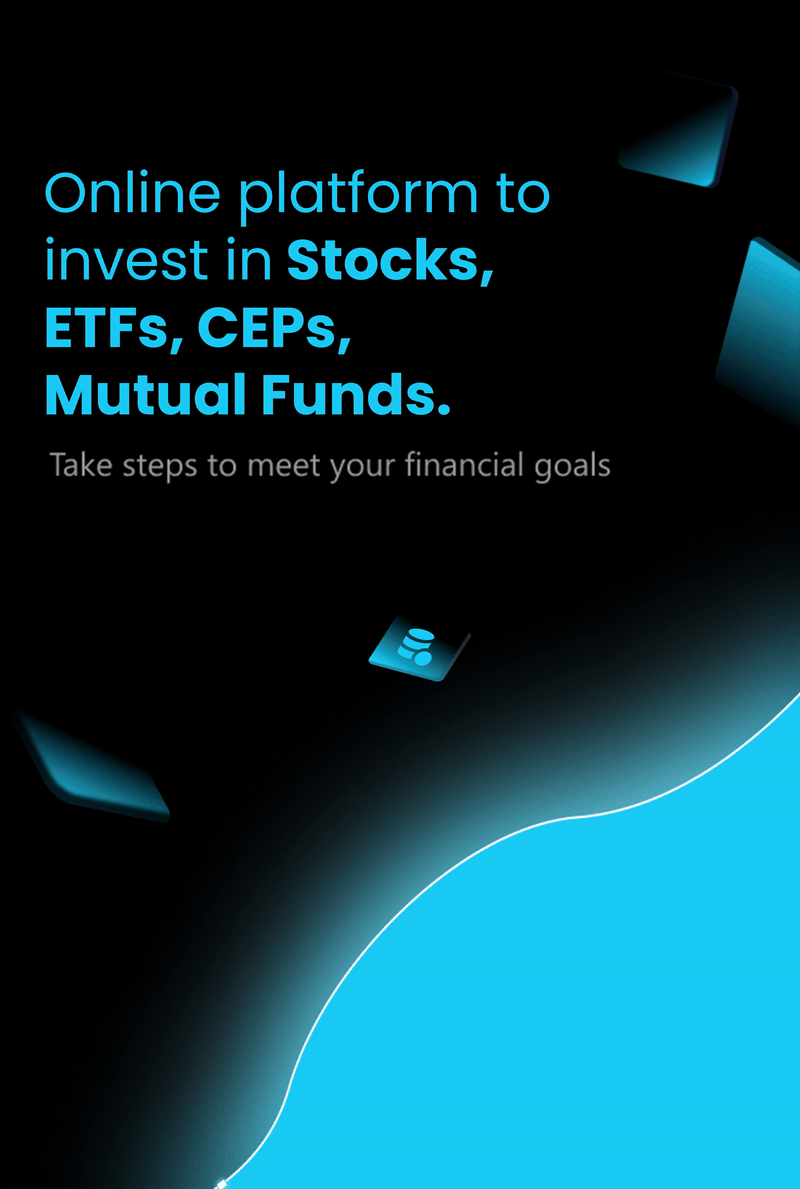 Online platform to
invest in Stocks,
ETFs, CEPs,
Mutual Funds.
Take steps to meet your financial goals